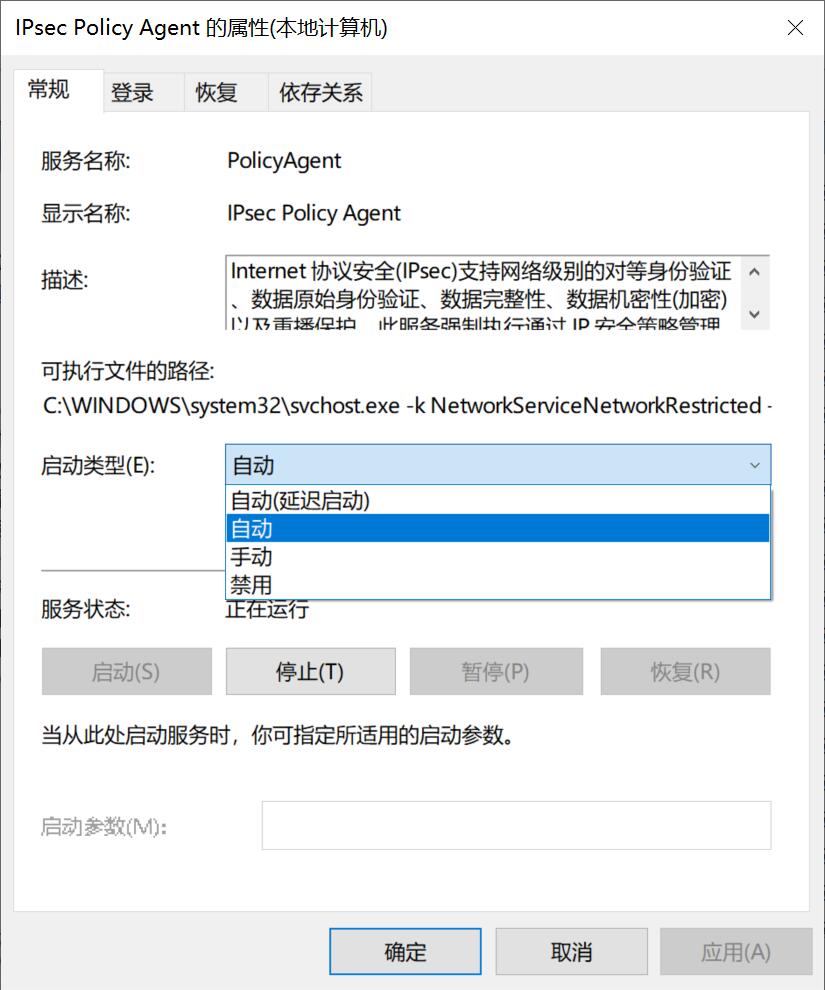 IPsec Policy Agent 的属性(本地计算机)
常规 登录 恢复 依存关系
服务名称: PolicyAgent
显示名称: IPsec Policy Agent
描述: Internet 协议安全(IPsec)支持网络级别的对等身份验证
、数据原始身份验证、数据完整性、数据机密性(加密)
以及重播保护。此服务强制执行通过 IP 安全策略管理
可执行文件的路径:
C:\WINDOWS\system32\svchost.exe -k NetworkServiceNetworkRestricted -
启动类型(E): 自动
自动(延迟启动)
自动
手动
禁用
服务状态: 正在运行
启动(S) 停止(T) 暂停(P) 恢复(R)
当从此处启动服务时，你可指定所适用的启动参数。
启动参数(M):
确定 取消 应用(A)